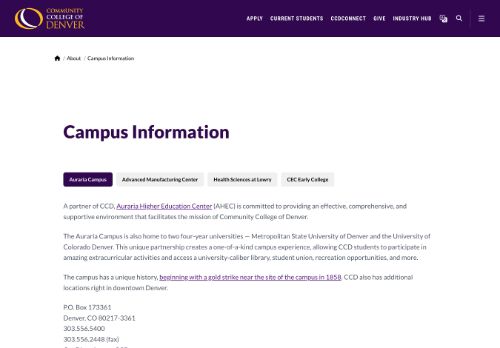 COMMUNITY
COLLEGE OF
DENVER
APPLY CURRENT STUDENTS CCDCONNECT GIVE INDUSTRY HUB
/ About / Campus Information
Campus Information
Auraria Campus Advanced Manufacturing Center Health Sciences at Lowry CEC Early College
A partner of CCD, Auraria Higher Education Center (AHEC) is committed to providing an effective, comprehensive, and
supportive environment that facilitates the mission of Community College of Denver.
The Auraria Campus is also home to two four-year universities — Metropolitan State University of Denver and the University of
Colorado Denver. This unique partnership creates a one-of-a-kind campus experience, allowing CCD students to participate in
amazing extracurricular activities and access a university-caliber library, student union, recreation opportunities, and more.
The campus has a unique history, beginning with a gold strike near the site of the campus in 1858. CCD also has additional
locations right in downtown Denver.
P.O. Box 173361
Denver, CO 80217-3361
303.556.5400
303.556.2448 (fax)